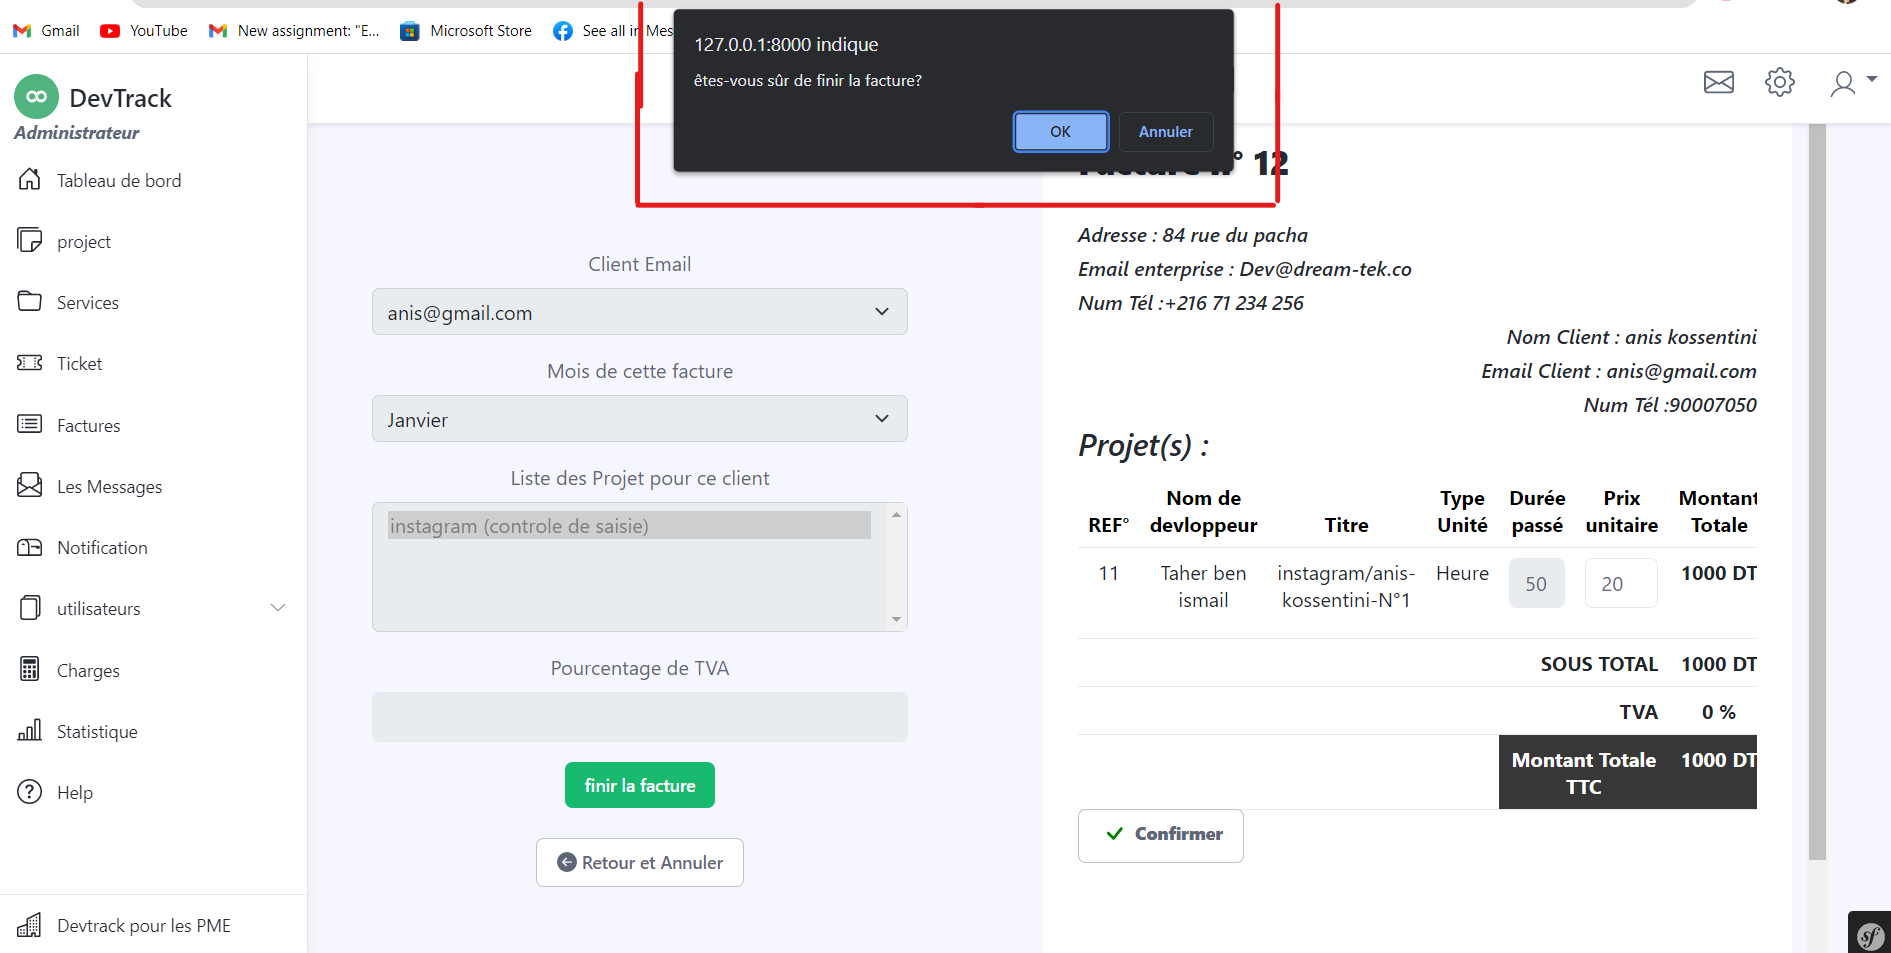 Gmail
YouTube
New assignment: "E...
Microsoft Store
See all in Mes
127.0.0.1:8000 indique
êtes-vous sûr de finir la facture?
OK
Annuler
DevTrack
Administrateur
Tableau de bord
project
Services
Ticket
Factures
Les Messages
Notification
utilisateurs
Charges
Statistique
Help
Devtrack pour les PME
Client Email
anis@gmail.com
Mois de cette facture
Janvier
Liste des Projet pour ce client
instagram (controle de saisie)
Pourcentage de TVA
finir la facture
Retour et Annuler
Facture n° 12
Adresse : 84 rue du pacha
Email enterprise : Dev@dream-tek.co
Num Tél :+216 71 234 256
Nom Client : anis kossentini
Email Client : anis@gmail.com
Num Tél :90007050
Projet(s) :
REF° Nom de devloppeur Titre Type Unité Durée passé Prix unitaire Montant Totale
11 Taher ben ismail instagram/anis-kossentini-N°1 Heure 50 20 1000 DT
SOUS TOTAL 1000 DT
TVA 0 %
Montant Totale TTC 1000 DT
Confirmer
sf